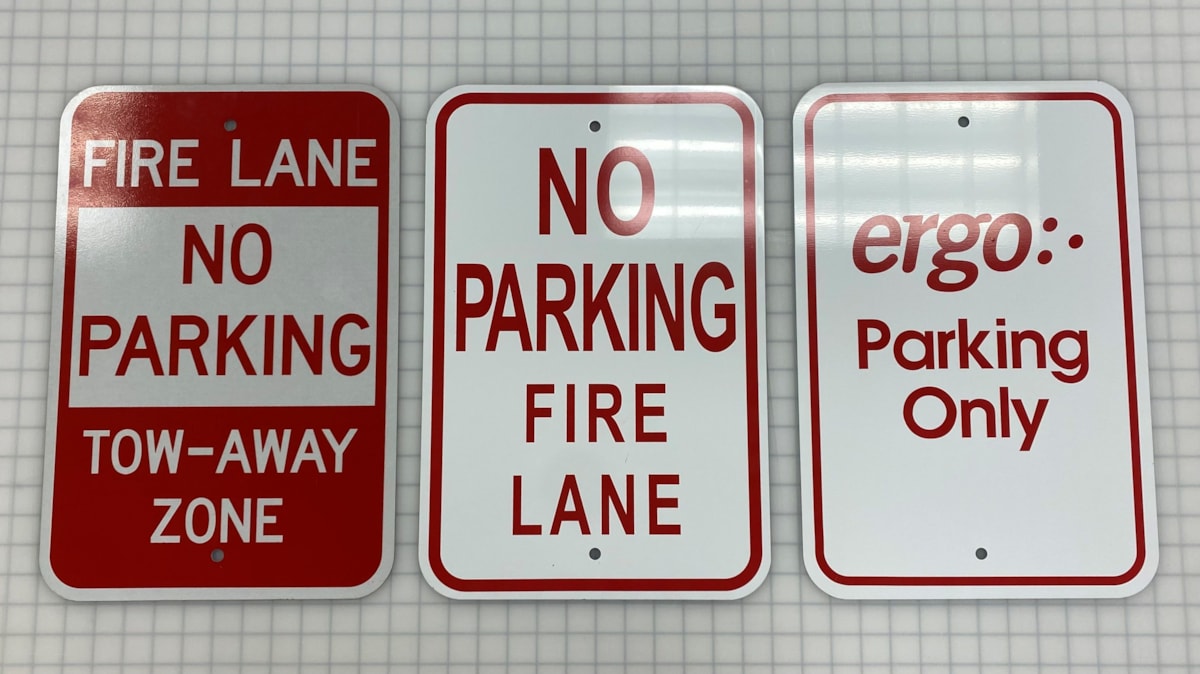 FIRE LANE
NO
PARKING
TOW-AWAY
ZONE
NO
PARKING
FIRE
LANE
ergo:.
Parking
Only